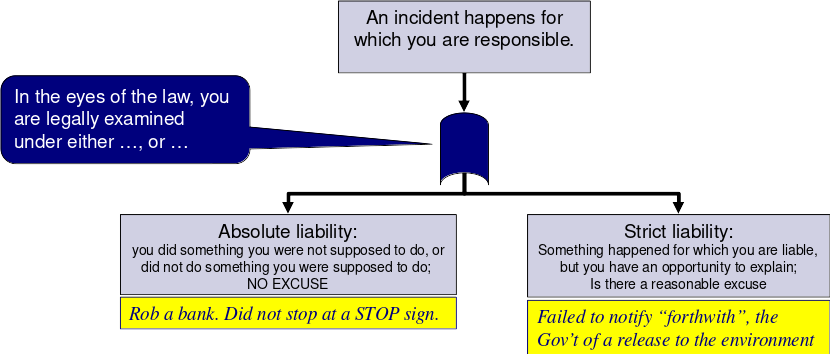 An incident happens for
which you are responsible.
In the eyes of the law, you
are legally examined
under either …, or …
Absolute liability:
you did something you were not supposed to do, or
did not do something you were supposed to do;
NO EXCUSE
Rob a bank. Did not stop at a STOP sign.
Strict liability:
Something happened for which you are liable,
but you have an opportunity to explain;
Is there a reasonable excuse
Failed to notify “forthwith”, the
Gov’t of a release to the environment